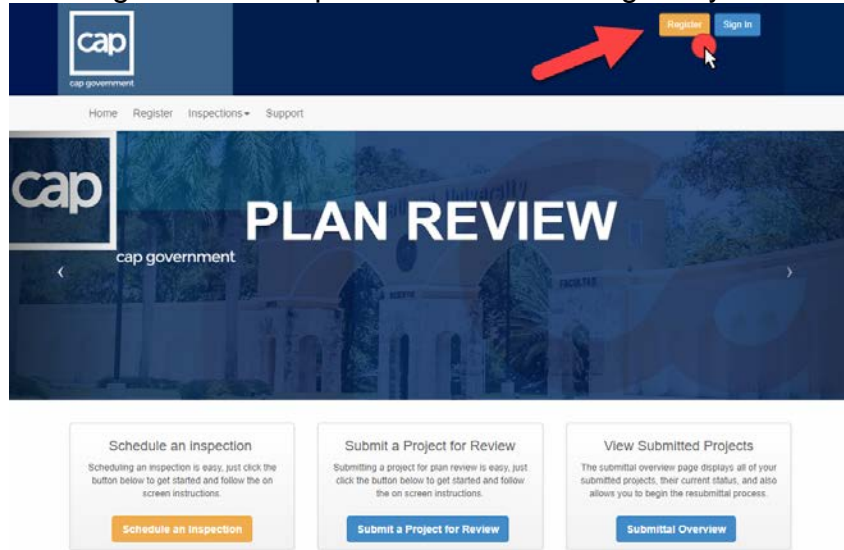 cap
cap government
Register
Sign In
Home Register Inspections Support
cap
cap government
PLAN REVIEW
Schedule an Inspection
Scheduling an inspection is easy, just click the
button below to get started and follow the on
screen instructions.
Schedule an Inspection
Submit a Project for Review
Submitting a project for plan review is easy, just
click the button below to get started and follow
the on screen instructions.
Submit a Project for Review
View Submitted Projects
The submittal overview page displays all of your
submitted projects, their current status, and also
allows you to begin the resubmittal process.
Submittal Overview